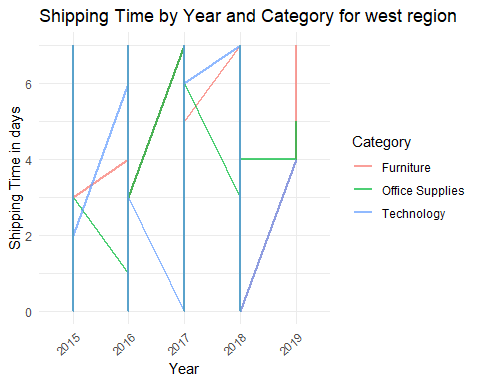 Shipping Time by Year and Category for west region
Shipping Time in days
6
4
2
0
2015
2016
2017
2018
2019
Year
Category
Furniture
Office Supplies
Technology